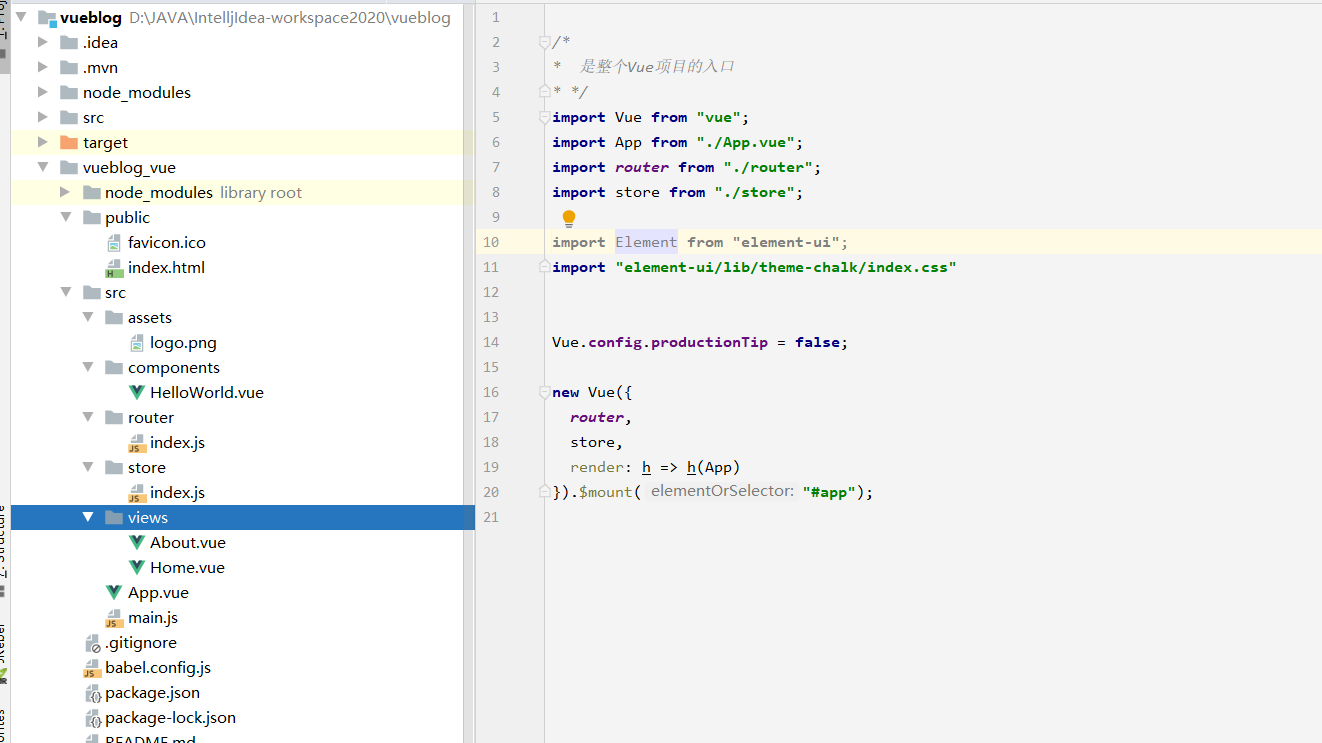 vueblog D:\JAVA\IntelljIdea-workspace2020\vueblog
.idea
.mvn
node_modules
src
target
vueblog_vue
node_modules library root
public
favicon.ico
index.html
src
assets
logo.png
components
HelloWorld.vue
router
index.js
store
index.js
views
About.vue
Home.vue
App.vue
main.js
.gitignore
babel.config.js
package.json
package-lock.json
README.md
1
2 /*
3 * 是整个Vue项目的入口
4 * */
5 import Vue from "vue";
6 import App from "./App.vue";
7 import router from "./router";
8 import store from "./store";
9
10 import Element from "element-ui";
11 import "element-ui/lib/theme-chalk/index.css"
12
13
14 Vue.config.productionTip = false;
15
16 new Vue({
17 router,
18 store,
19 render: h => h(App)
20 }).$mount( elementOrSelector: "#app");
21